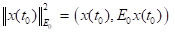 ‖x(t₀)‖²_{E₀} = (x(t₀), E₀x(t₀))